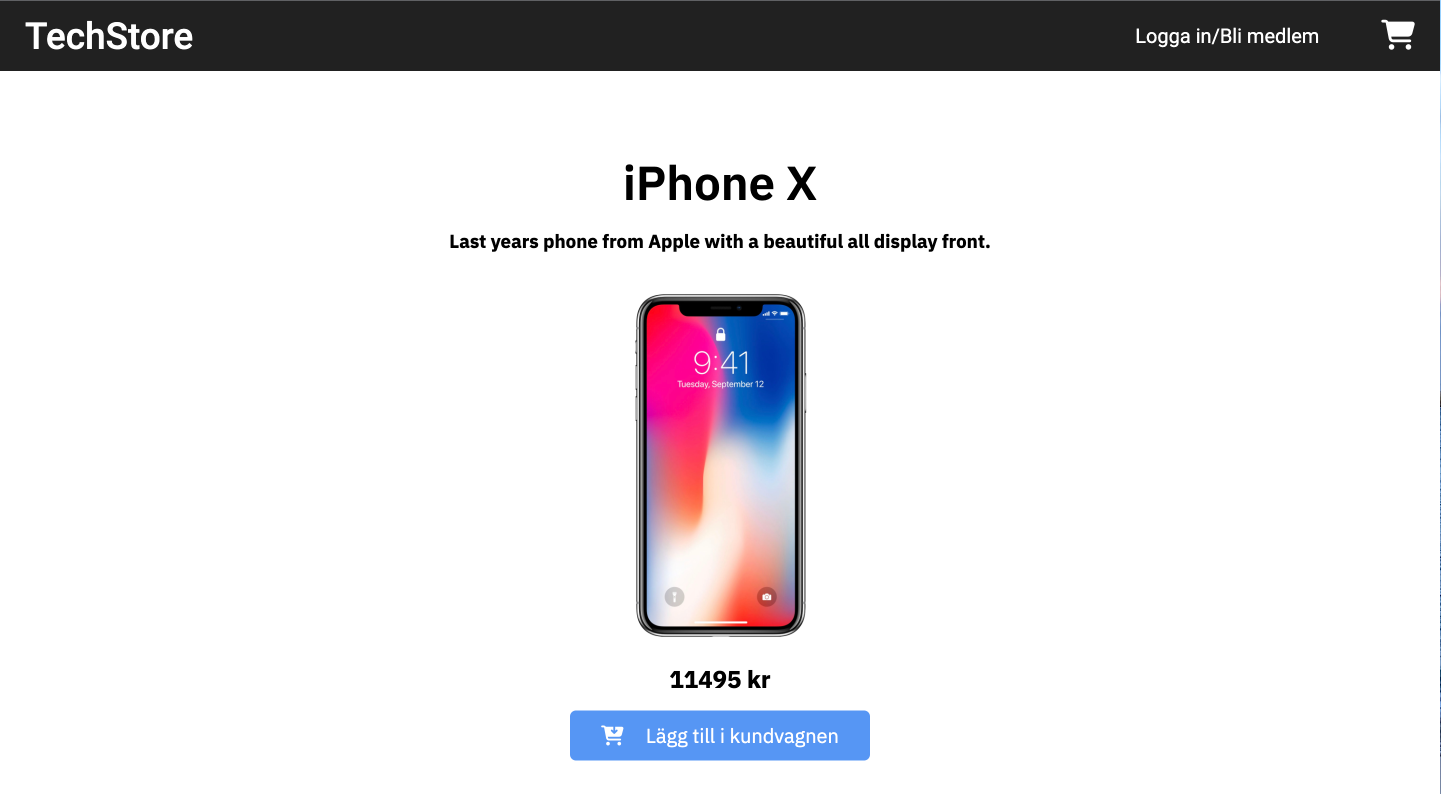 TechStore
Logga in/Bli medlem
iPhone X
Last years phone from Apple with a beautiful all display front.
9:41
Tuesday, September 12
11495 kr
Lägg till i kundvagnen